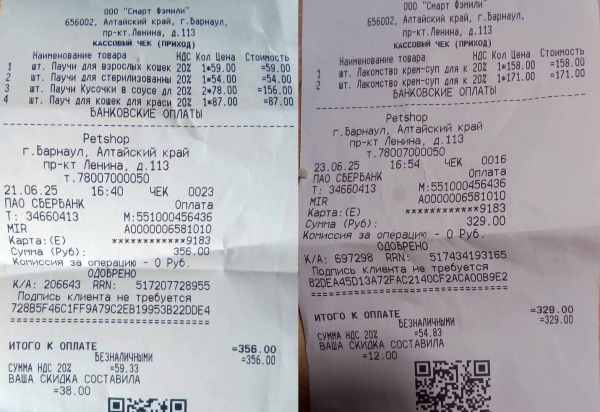 ООО "Смарт Фэмили"
656002, Алтайский край, г.Барнаул,
пр-кт.Ленина, д.113
КАССОВЫЙ ЧЕК (ПРИХОД)
Наименование товара НДС Кол Цена Стоимость
1 шт. Паучи для взрослых кошек 20% 1*59.00 =59.00
2 шт. Паучи для стерилизованны 20% 1*54.00 =54.00
3 шт. Паучи Кусочки в соусе дл 20% 2*78.00 =156.00
4 шт. Пауч для кошек для краси 20% 1*87.00 =87.00
БАНКОВСКИЕ ОПЛАТЫ
Petshop
г.Барнаул, Алтайский край
пр-кт Ленина, д.113
т.78007000050
21.06.25 16:40 ЧЕК 0023
ПАО СБЕРБАНК Оплата
Т: 34660413 М:551000456436
MIR A0000006581010
Карта:(E) ************9183
Сумма (Руб): 356.00
Комиссия за операцию - 0 Руб.
ОДОБРЕНО
К/А: 206643 RRN: 517207728955
Подпись клиента не требуется
72885F46C1FF9A79C2EB19953B22DDE4
ИТОГО К ОПЛАТЕ =356.00
БЕЗНАЛИЧНЫМИ =356.00
СУММА НДС 20% =59.33
ВАША СКИДКА СОСТАВИЛА
=38.00
ООО "Смарт Фэмили"
656002, Алтайский край, г.Барнаул,
пр-кт.Ленина, д.113
КАССОВЫЙ ЧЕК (ПРИХОД)
Наименование товара НДС Кол Цена Стоимость
1 шт. Лакомство крем-суп для к 20% 1*158.00 =158.00
2 шт. Лакомство крем-суп для к 20% 1*171.00 =171.00
БАНКОВСКИЕ ОПЛАТЫ
Petshop
г.Барнаул, Алтайский край
пр-кт Ленина, д.113
т.78007000050
23.06.25 16:54 ЧЕК 0016
ПАО СБЕРБАНК Оплата
Т: 34660413 М:551000456436
MIR A0000006581010
Карта:(E) ************9183
Сумма (Руб): 329.00
Комиссия за операцию - 0 Руб.
ОДОБРЕНО
К/А: 697298 RRN: 517434193165
Подпись клиента не требуется
82DEA45D13A72FAC2140CF2ACA00B9E2
ИТОГО К ОПЛАТЕ =329.00
БЕЗНАЛИЧНЫМИ =329.00
СУММА НДС 20% =54.83
ВАША СКИДКА СОСТАВИЛА
=12.00